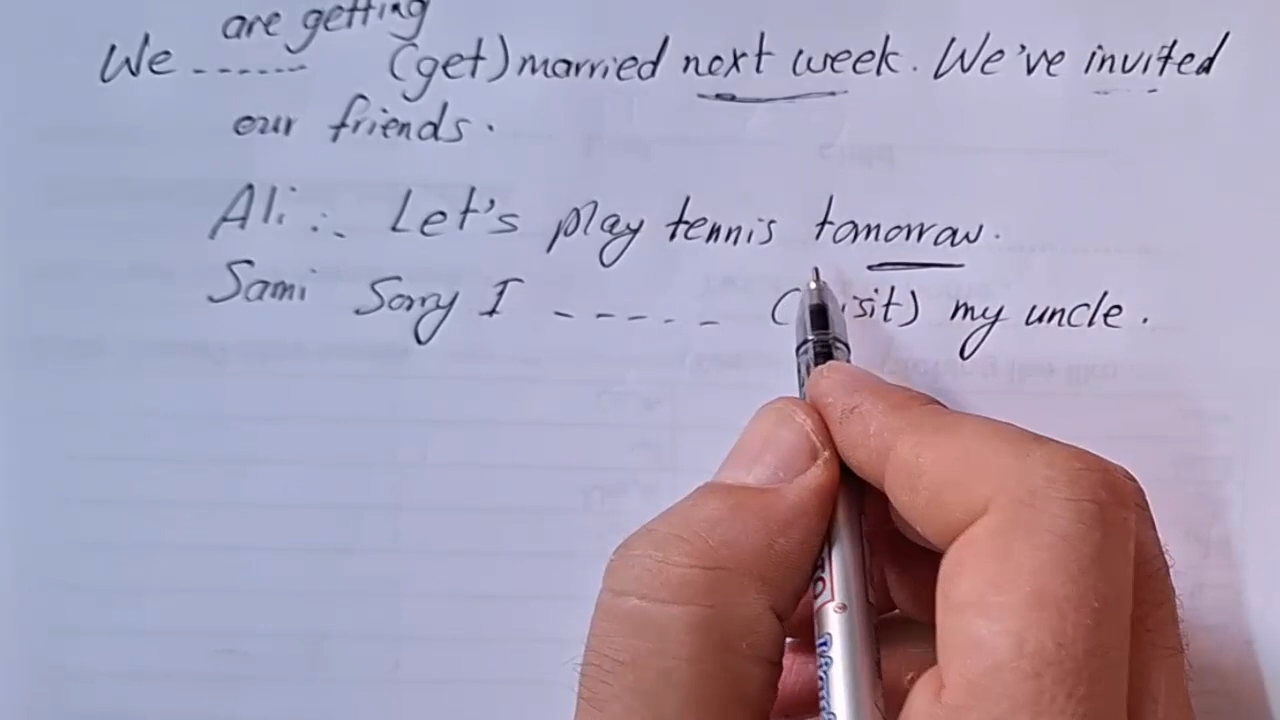 are getting
We ...... (get) married next week. We've invited
our friends.
Ali: Let's play tennis tomorrow.
Sami Sorry I ----- (visit) my uncle.